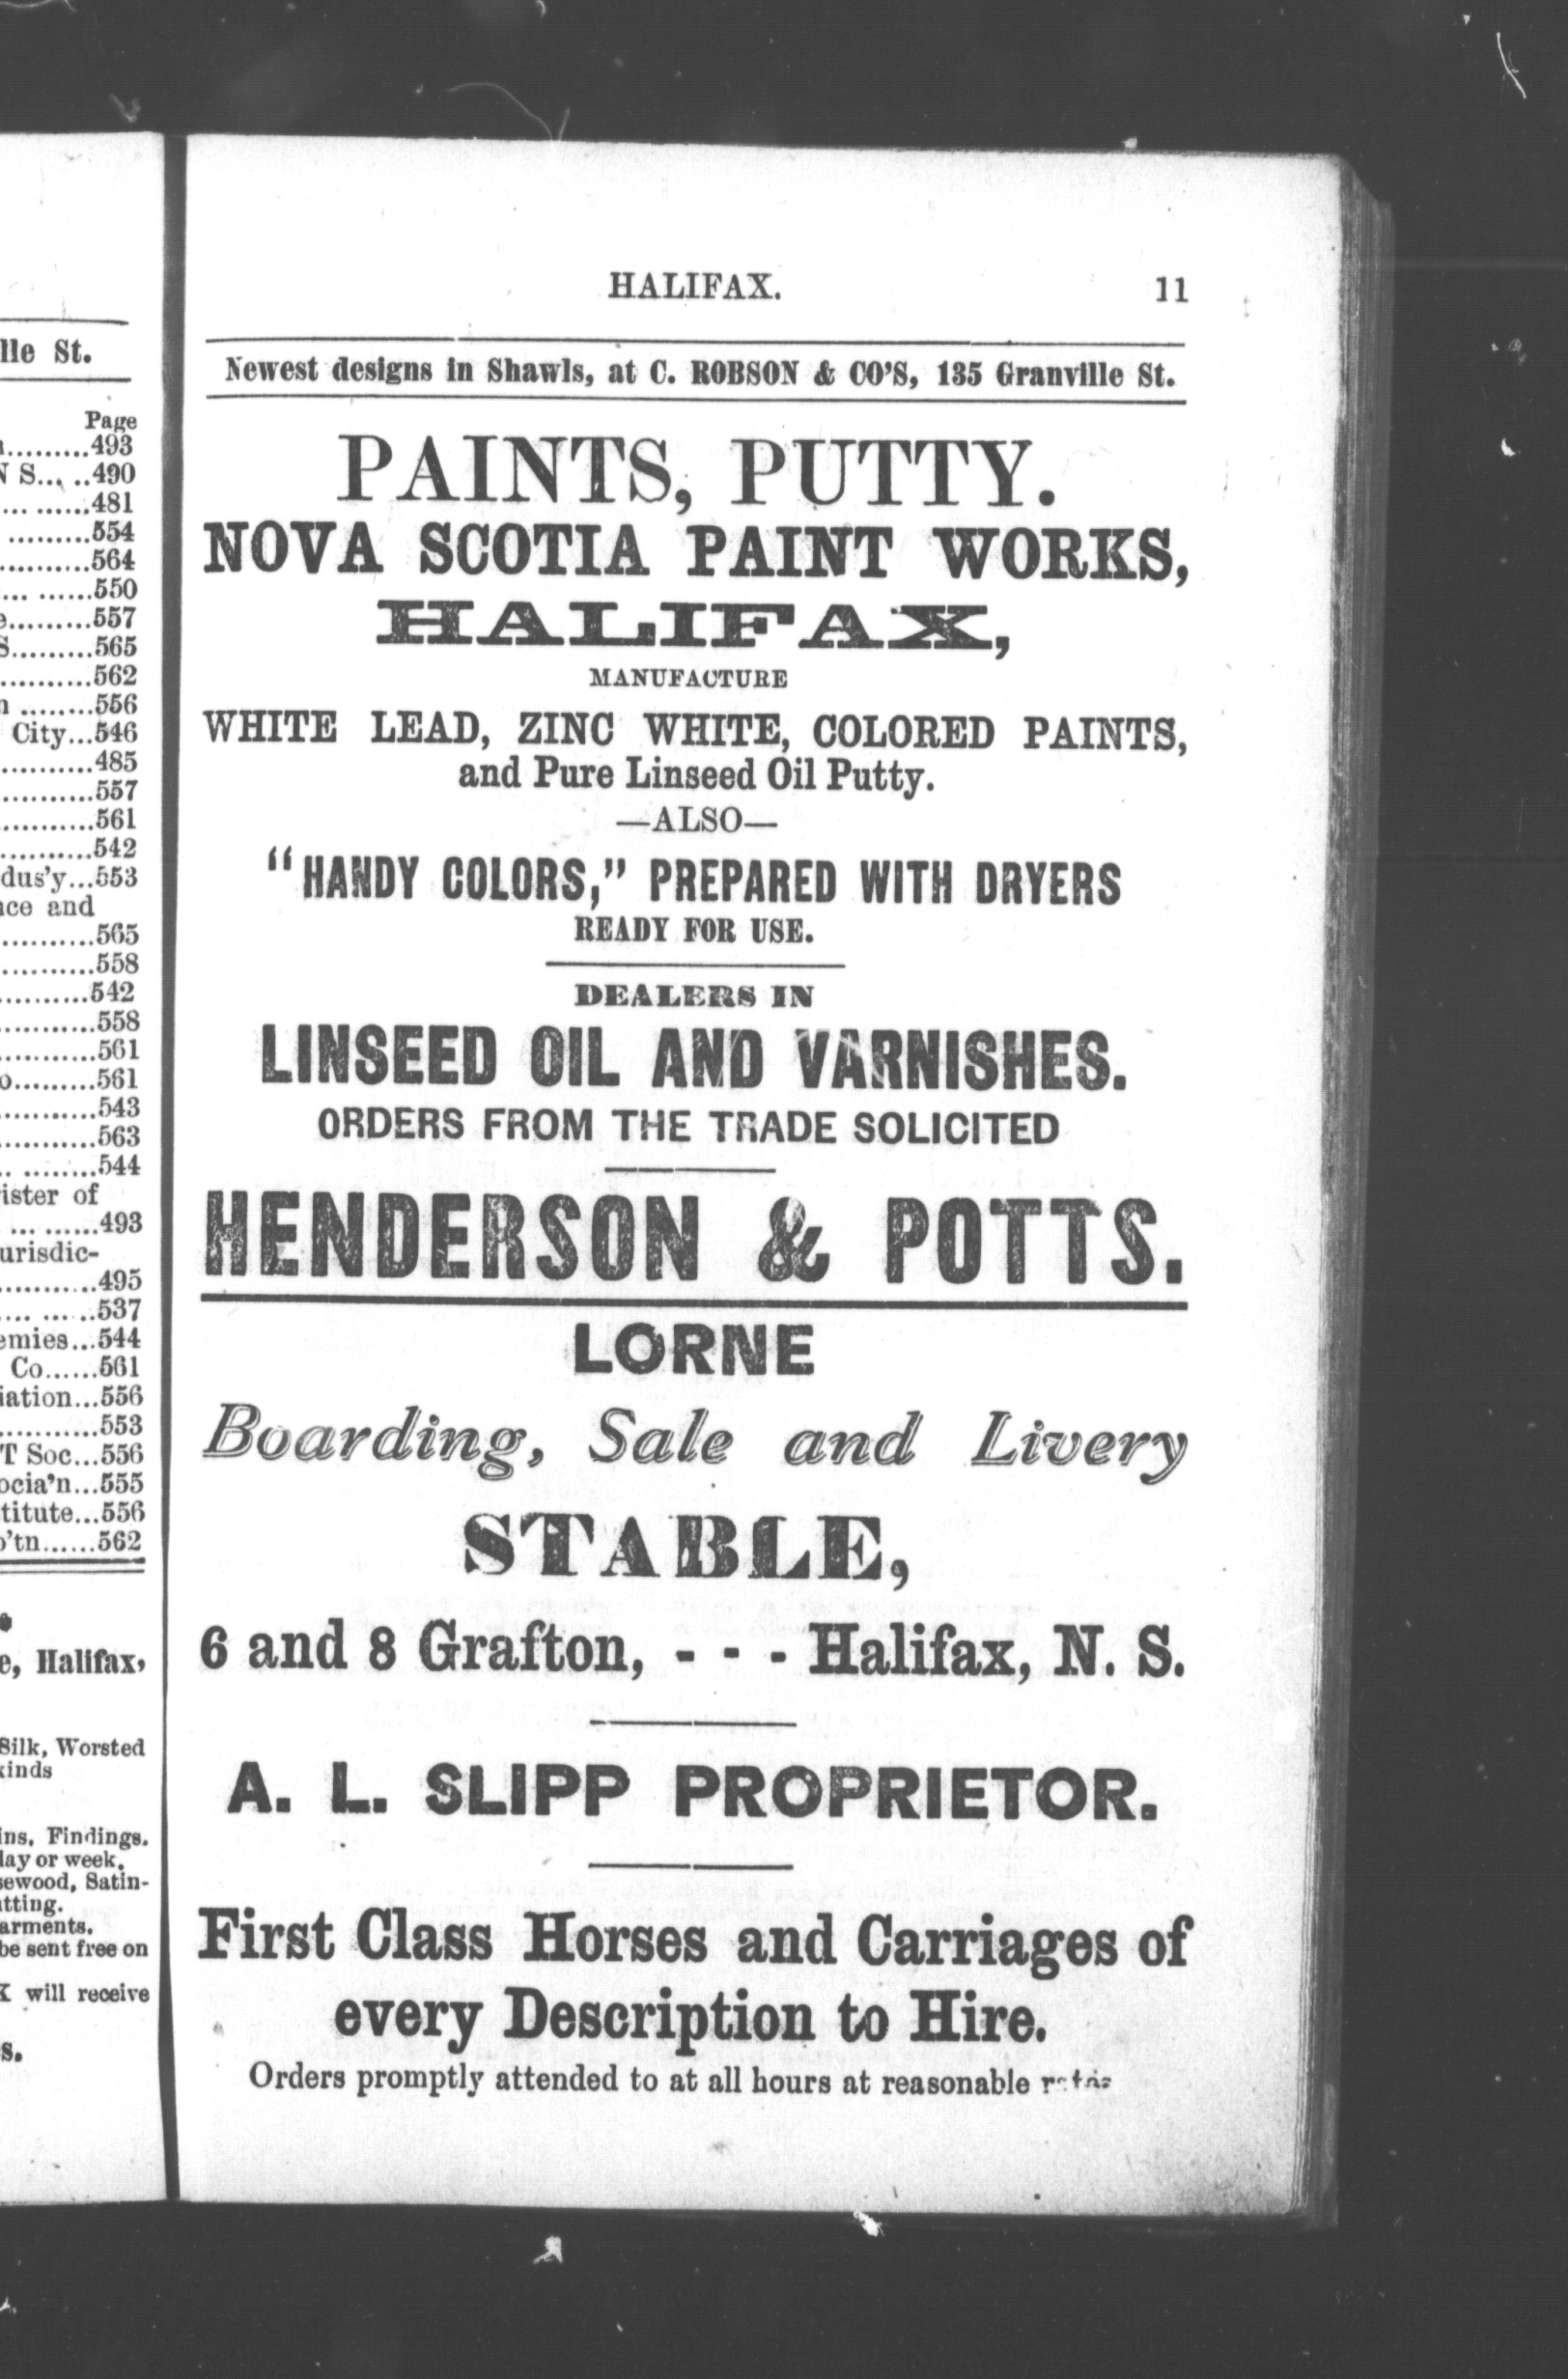 lle St.
Page
.........493
N S... ..490
... ......481
.........554
..........564
... ......550
e.........557
S.........565
...........562
n ........556
City...546
...........485
...........557
...........561
..........542
dus'y...553
nce and
...........565
...........558
..........542
...........558
...........561
o.........561
...........543
...........563
.. ........544
ister of
... ......493
urisdic-
...........495
.... ... ..537
emies...544
Co......561
iation...556
...........553
T Soc...556
ocia'n...555
titute...556
o'tn......562
e, Halifax,
Silk, Worsted
kinds
ins, Findings.
day or week.
sewood, Satin-
tting.
arments.
be sent free on
K will receive
s.
HALIFAX. 11
Newest designs in Shawls, at C. ROBSON & CO'S, 135 Granville St.
PAINTS, PUTTY.
NOVA SCOTIA PAINT WORKS,
HALIFAX,
MANUFACTURE
WHITE LEAD, ZINC WHITE, COLORED PAINTS,
and Pure Linseed Oil Putty.
—ALSO—
"HANDY COLORS," PREPARED WITH DRYERS
READY FOR USE.
DEALERS IN
LINSEED OIL AND VARNISHES.
ORDERS FROM THE TRADE SOLICITED
HENDERSON & POTTS.
LORNE
Boarding, Sale and Livery
STABLE,
6 and 8 Grafton, - - - Halifax, N. S.
A. L. SLIPP PROPRIETOR.
First Class Horses and Carriages of
every Description to Hire.
Orders promptly attended to at all hours at reasonable